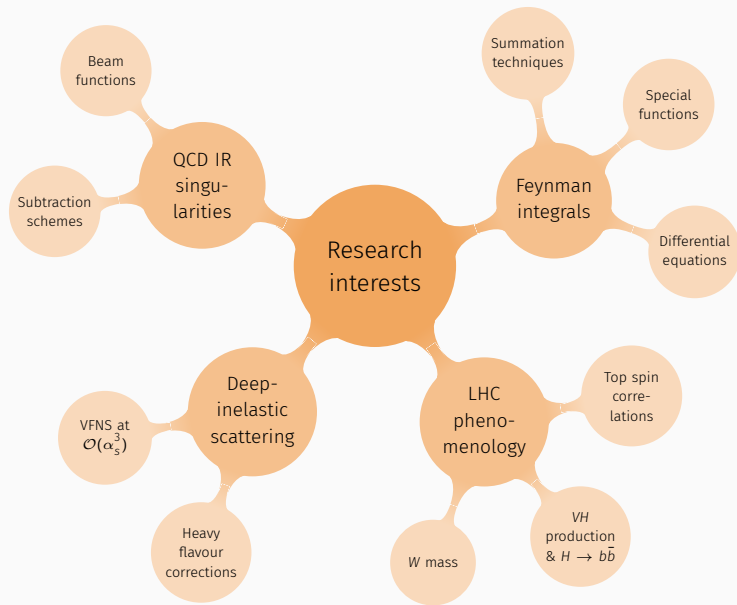 Research
interests
QCD IR
singu-
larities
Beam
functions
Subtraction
schemes
Feynman
integrals
Summation
techniques
Special
functions
Differential
equations
Deep-
inelastic
scattering
VFNS at
𝒪(α_s^3)
Heavy
flavour
corrections
LHC
pheno-
menology
Top spin
corre-
lations
VH
production
& H → bb̄
W mass